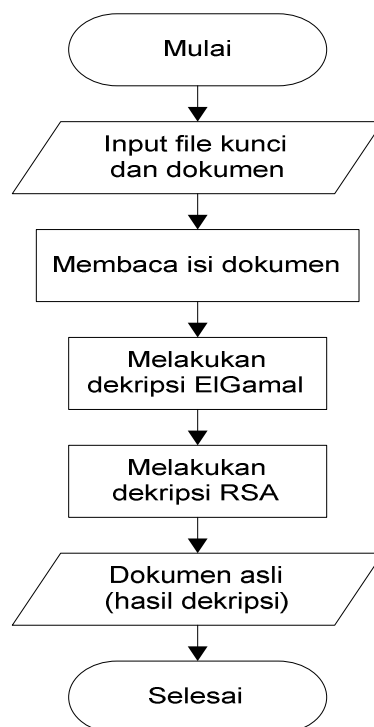 Mulai
Input file kunci
dan dokumen
Membaca isi dokumen
Melakukan
dekripsi ElGamal
Melakukan
dekripsi RSA
Dokumen asli
(hasil dekripsi)
Selesai